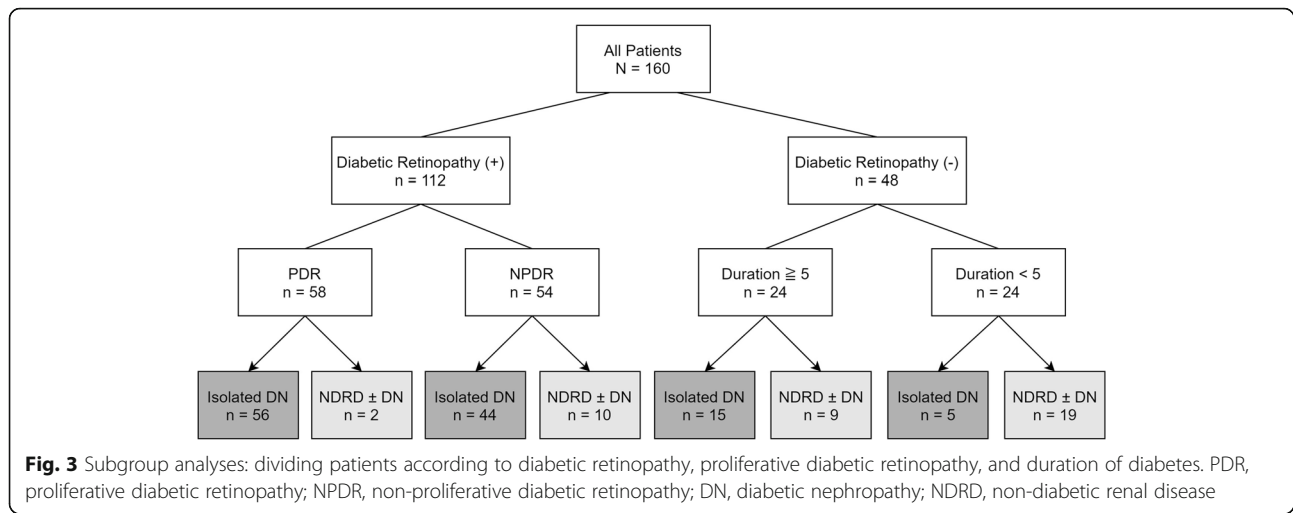 All Patients
N = 160
Diabetic Retinopathy (+)
n = 112
Diabetic Retinopathy (-)
n = 48
PDR
n = 58
NPDR
n = 54
Duration ≧ 5
n = 24
Duration < 5
n = 24
Isolated DN
n = 56
NDRD ± DN
n = 2
Isolated DN
n = 44
NDRD ± DN
n = 10
Isolated DN
n = 15
NDRD ± DN
n = 9
Isolated DN
n = 5
NDRD ± DN
n = 19
Fig. 3 Subgroup analyses: dividing patients according to diabetic retinopathy, proliferative diabetic retinopathy, and duration of diabetes. PDR,
proliferative diabetic retinopathy; NPDR, non-proliferative diabetic retinopathy; DN, diabetic nephropathy; NDRD, non-diabetic renal disease